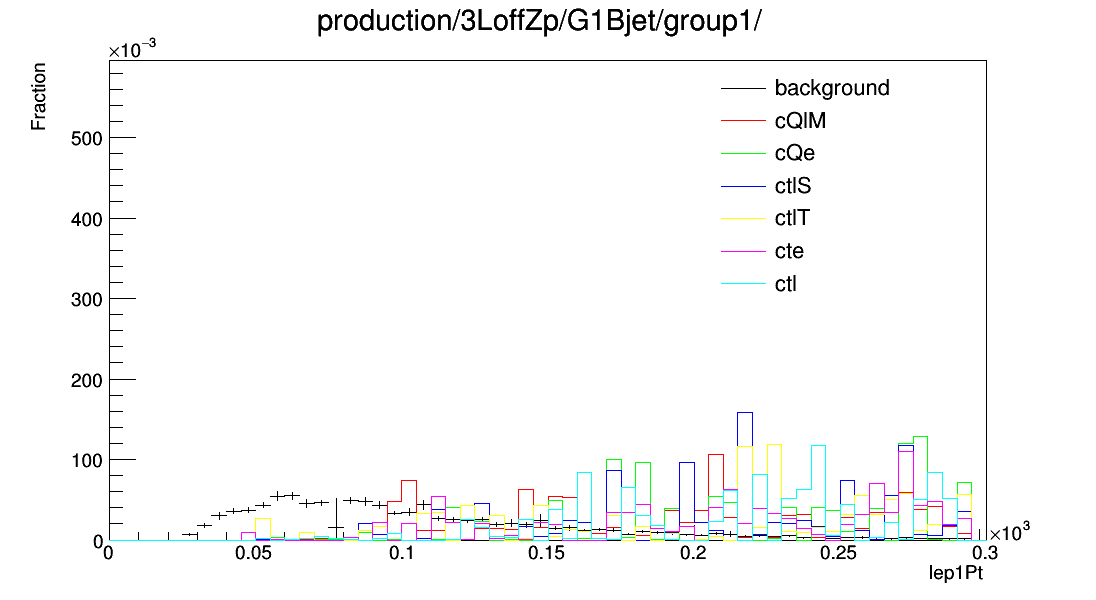 production/3LoffZp/G1Bjet/group1/
×10⁻³
Fraction
background
cQlM
cQe
ctlS
ctlT
cte
ctl
500
400
300
200
100
0
0 0.05 0.1 0.15 0.2 0.25 0.3
×10³
lep1Pt